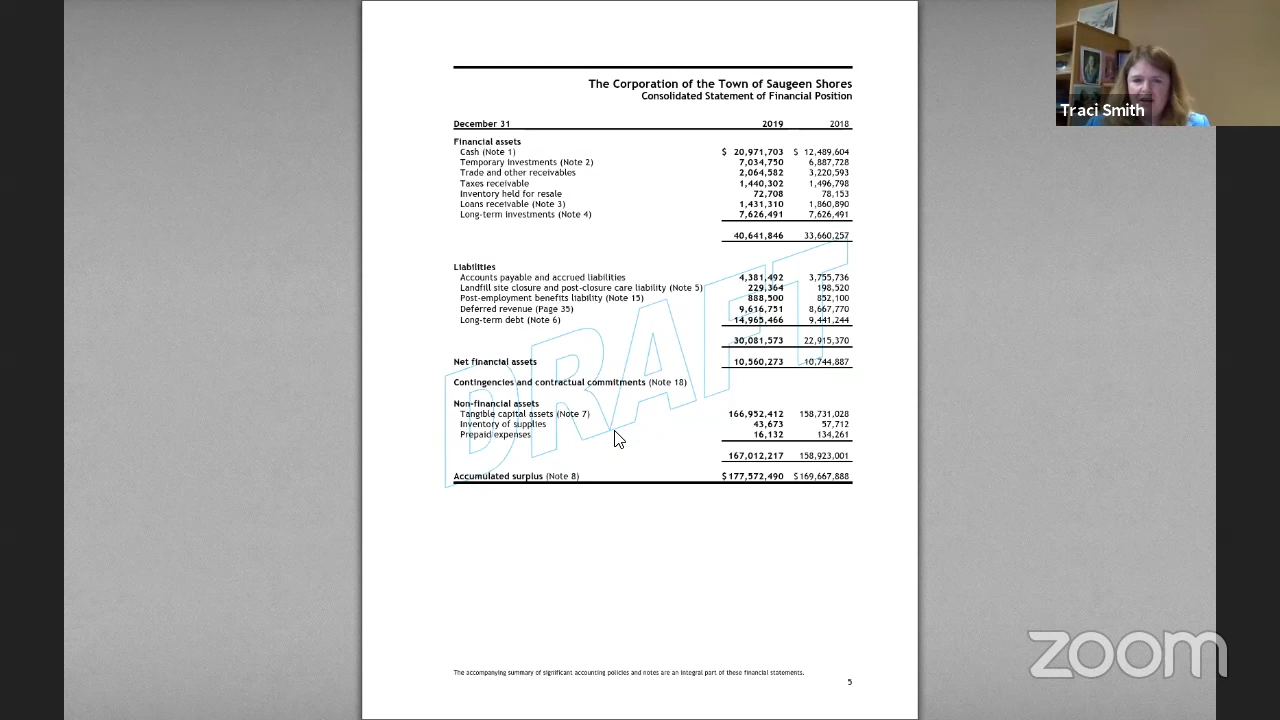 The Corporation of the Town of Saugeen Shores
Consolidated Statement of Financial Position
December 31 2019 2018
Financial assets
Cash (Note 1) $ 20,971,703 $ 12,489,604
Temporary investments (Note 2) 7,034,750 6,887,728
Trade and other receivables 2,064,582 3,220,593
Taxes receivable 1,440,302 1,496,798
Inventory held for resale 72,708 78,153
Loans receivable (Note 3) 1,431,310 1,860,890
Long-term investments (Note 4) 7,626,491 7,626,491
40,641,846 33,660,257
Liabilities
Accounts payable and accrued liabilities 4,381,492 3,755,736
Landfill site closure and post-closure care liability (Note 5) 229,364 198,520
Post-employment benefits liability (Note 15) 888,500 852,100
Deferred revenue (Page 35) 9,616,751 8,667,770
Long-term debt (Note 6) 14,965,466 9,441,244
30,081,573 22,915,370
Net financial assets 10,560,273 10,744,887
Contingencies and contractual commitments (Note 18)
Non-financial assets
Tangible capital assets (Note 7) 166,952,412 158,731,028
Inventory of supplies 43,673 57,712
Prepaid expenses 16,132 134,261
167,012,217 158,923,001
Accumulated surplus (Note 8) $ 177,572,490 $ 169,667,888
DRAFT
The accompanying summary of significant accounting policies and notes are an integral part of these financial statements.
5
Traci Smith
zoom